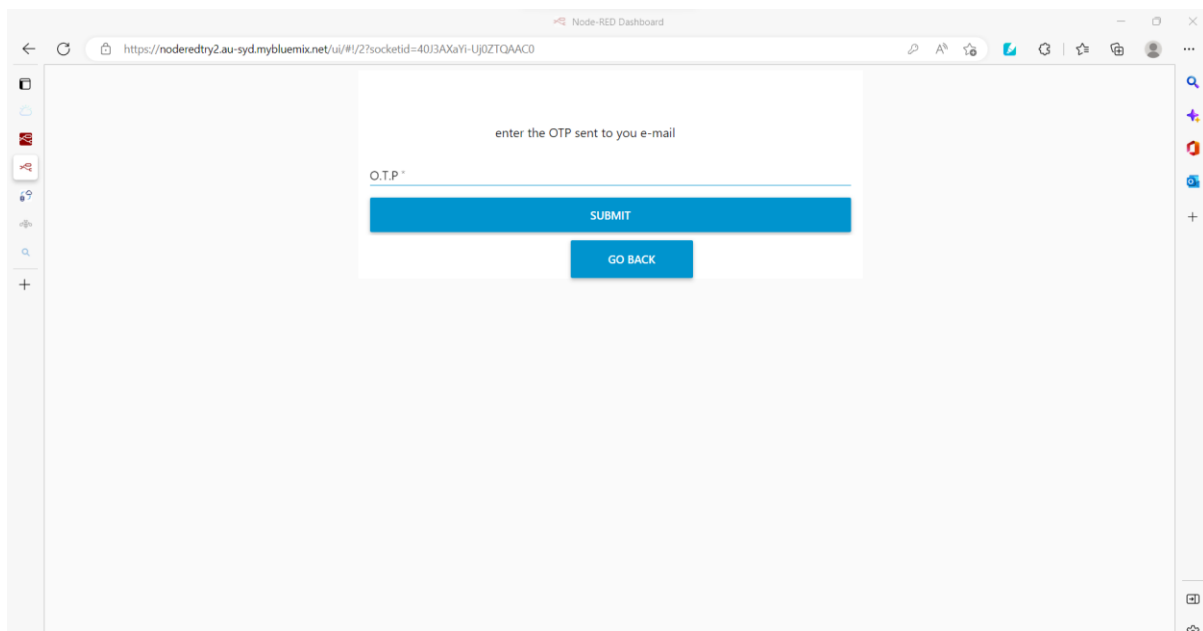 Node-RED Dashboard
https://noderedtry2.au-syd.mybluemix.net/ui/#!/2?socketid=40J3AXaYi-Uj0ZTQAAC0
enter the OTP sent to you e-mail
O.T.P *
SUBMIT
GO BACK